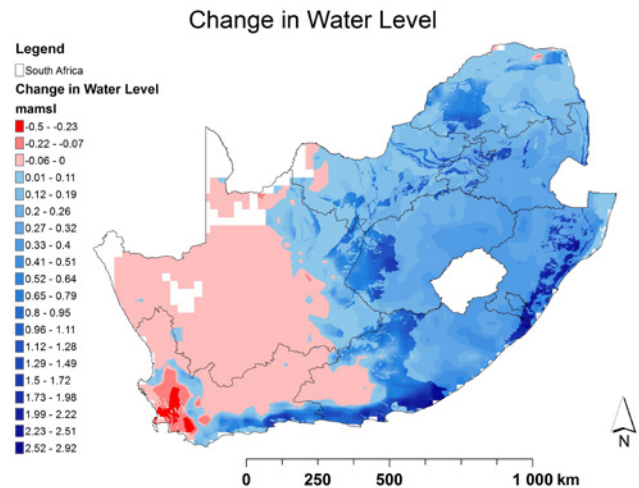 Change in Water Level
Legend
South Africa
Change in Water Level
mamsl
-0.5 - -0.23
-0.22 - -0.07
-0.06 - 0
0.01 - 0.11
0.12 - 0.19
0.2 - 0.26
0.27 - 0.32
0.33 - 0.4
0.41 - 0.51
0.52 - 0.64
0.65 - 0.79
0.8 - 0.95
0.96 - 1.11
1.12 - 1.28
1.29 - 1.49
1.5 - 1.72
1.73 - 1.98
1.99 - 2.22
2.23 - 2.51
2.52 - 2.92
N
0 250 500 1 000 km